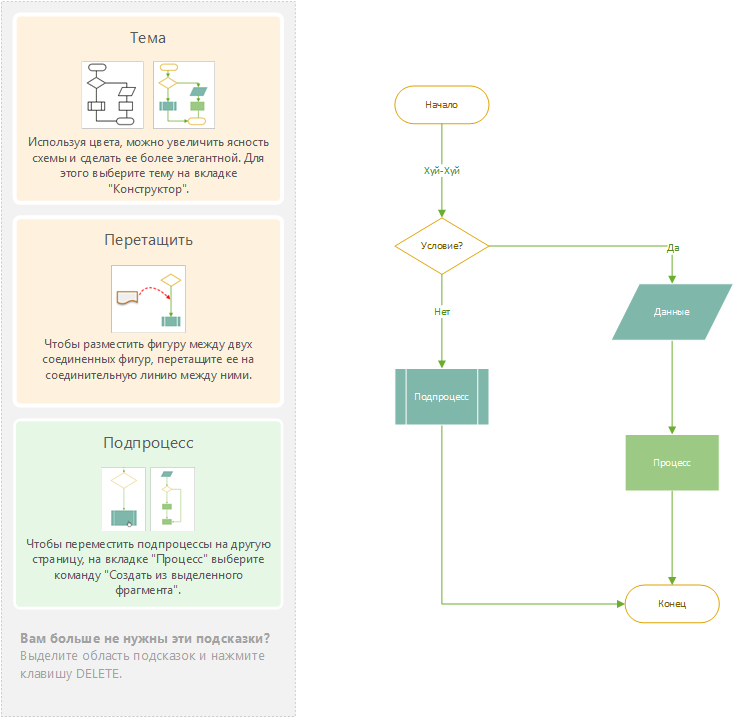 Тема
Используя цвета, можно увеличить ясность
схемы и сделать ее более элегантной. Для
этого выберите тему на вкладке
"Конструктор".
Перетащить
Чтобы разместить фигуру между двух
соединенных фигур, перетащите ее на
соединительную линию между ними.
Подпроцесс
Чтобы переместить подпроцессы на другую
страницу, на вкладке "Процесс" выберите
команду "Создать из выделенного
фрагмента".
Вам больше не нужны эти подсказки?
Выделите область подсказок и нажмите
клавишу DELETE.
Начало
Хуй-Хуй
Условие?
Да
Нет
Данные
Подпроцесс
Процесс
Конец